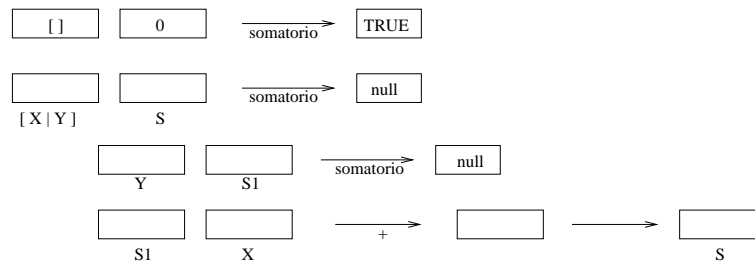 [ ] 0 somatorio TRUE
somatorio null
[ X | Y ] S
somatorio null
Y S1
+
S1 X S